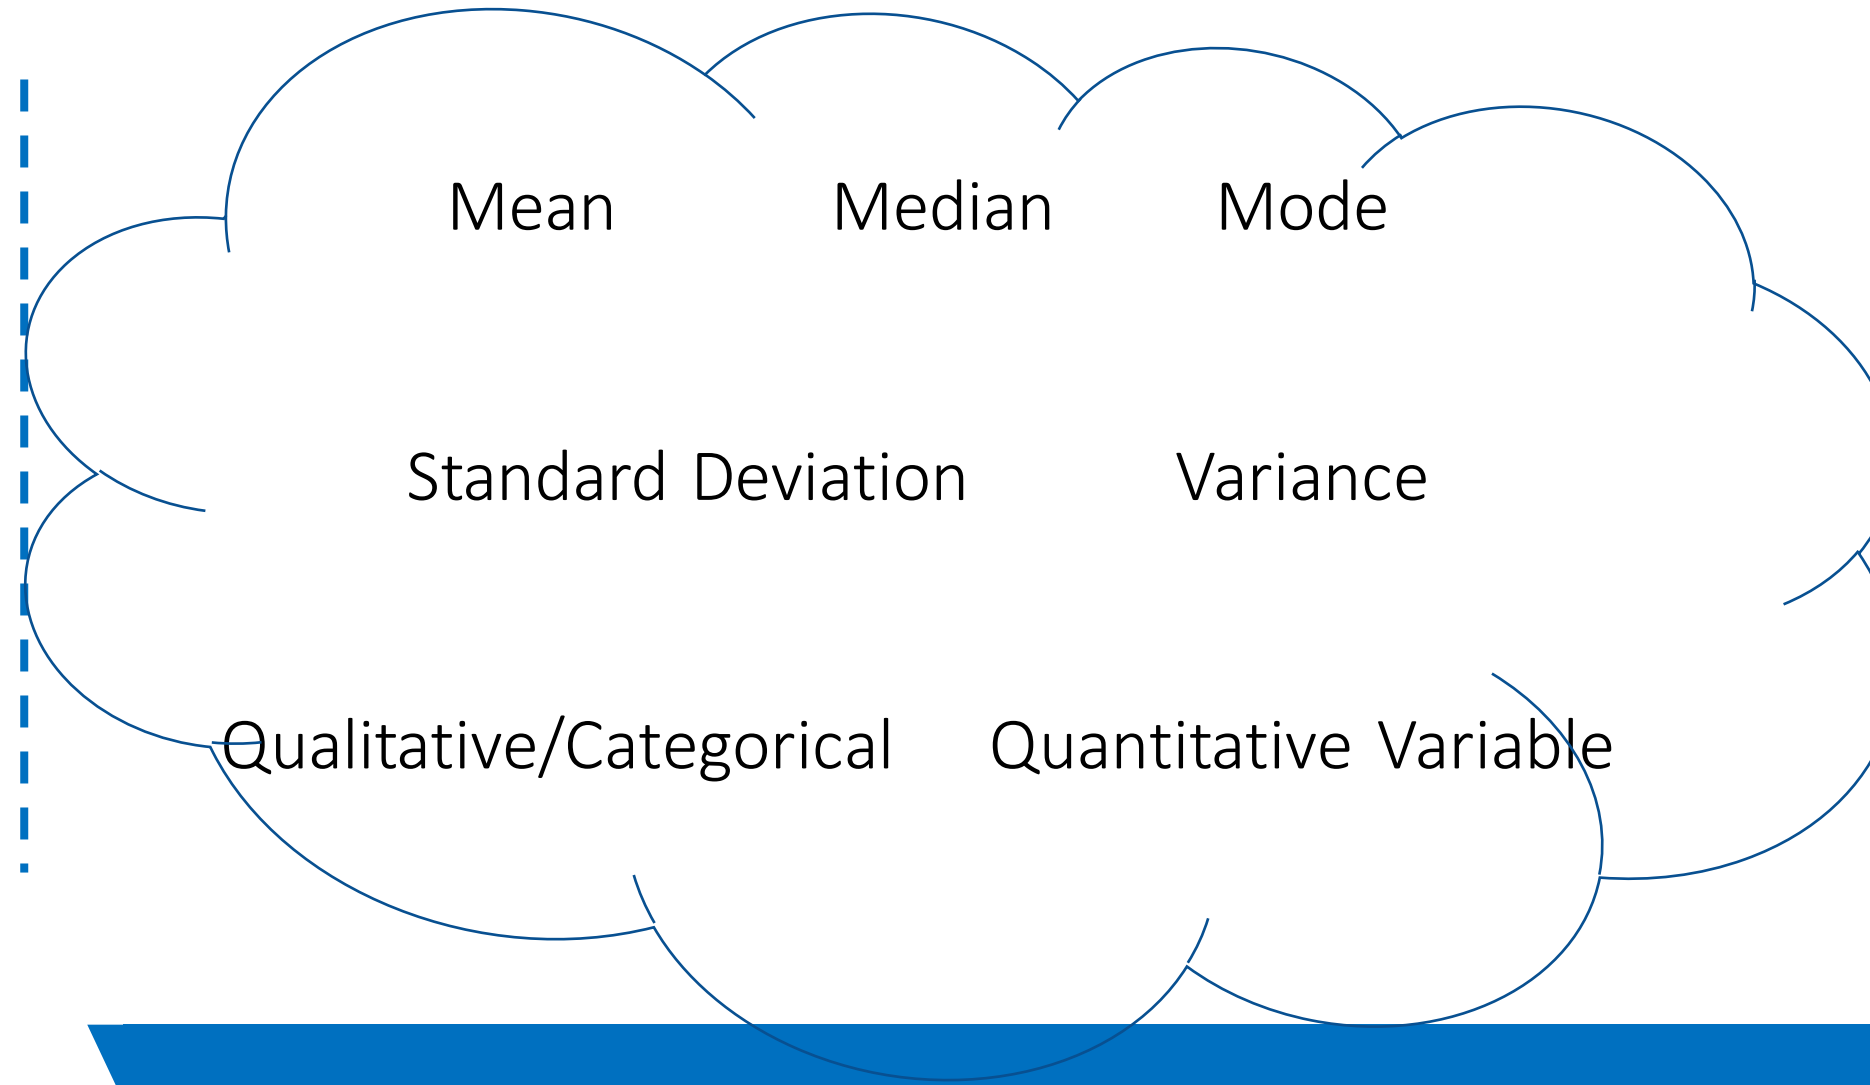 Mean Median Mode
Standard Deviation Variance
Qualitative/Categorical Quantitative Variable